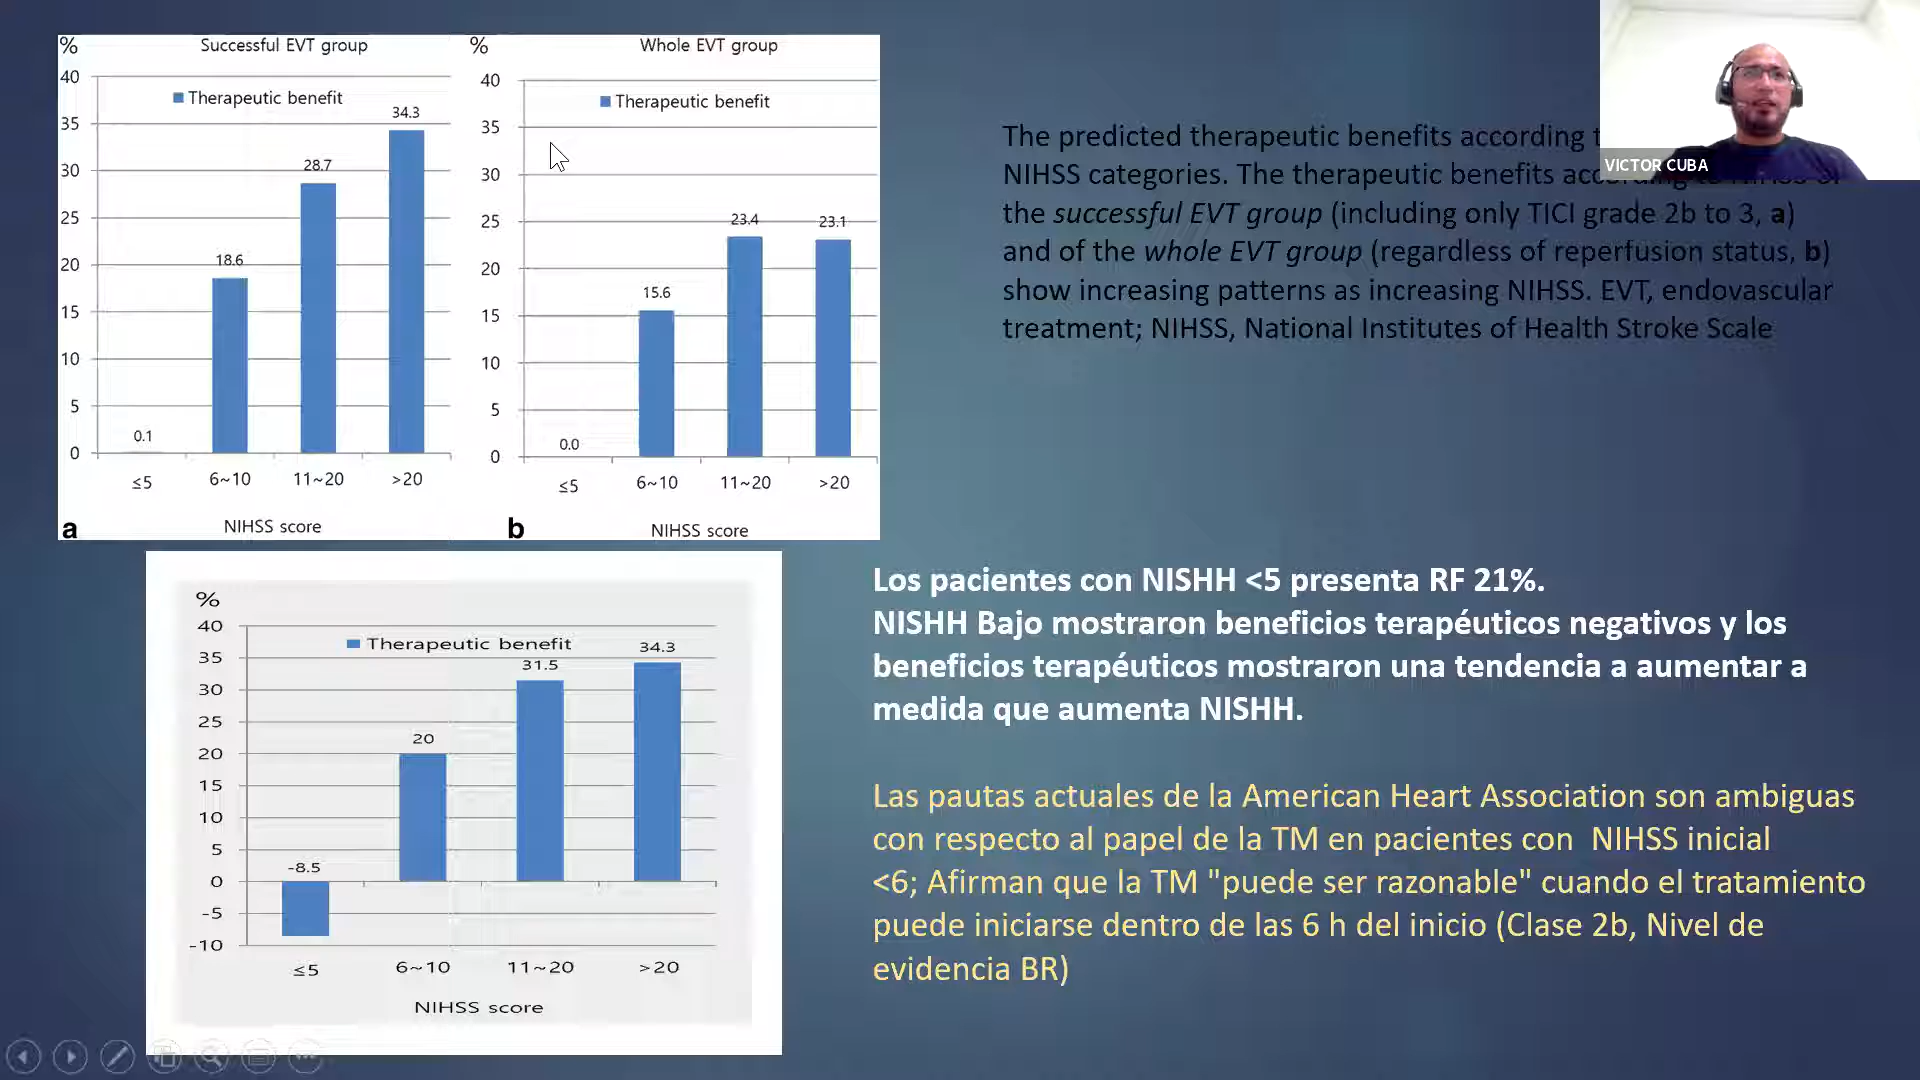 % Successful EVT group
Therapeutic benefit
40
35
30
25
20
15
10
5
0
0.1
18.6
28.7
34.3
≤5 6~10 11~20 >20
a NIHSS score
% Whole EVT group
Therapeutic benefit
40
35
30
25
20
15
10
5
0
0.0
15.6
23.4
23.1
≤5 6~10 11~20 >20
b NIHSS score
VICTOR CUBA
The predicted therapeutic benefits according
NIHSS categories. The therapeutic benefits according to NIHSS of
the successful EVT group (including only TICI grade 2b to 3, a)
and of the whole EVT group (regardless of reperfusion status, b)
show increasing patterns as increasing NIHSS. EVT, endovascular
treatment; NIHSS, National Institutes of Health Stroke Scale
%
Therapeutic benefit
40
35
30
25
20
15
10
5
0
-5
-10
-8.5
20
31.5
34.3
≤5 6~10 11~20 >20
NIHSS score
Los pacientes con NISHH <5 presenta RF 21%.
NISHH Bajo mostraron beneficios terapéuticos negativos y los
beneficios terapéuticos mostraron una tendencia a aumentar a
medida que aumenta NISHH.
Las pautas actuales de la American Heart Association son ambiguas
con respecto al papel de la TM en pacientes con NIHSS inicial
<6; Afirman que la TM "puede ser razonable" cuando el tratamiento
puede iniciarse dentro de las 6 h del inicio (Clase 2b, Nivel de
evidencia BR)